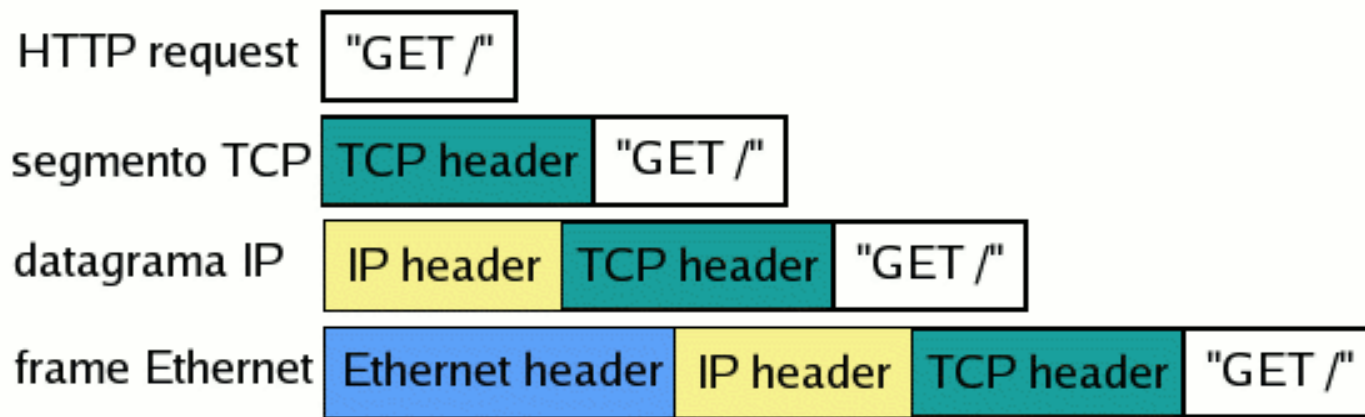 HTTP request "GET /"
segmento TCP TCP header "GET /"
datagrama IP IP header TCP header "GET /"
frame Ethernet Ethernet header IP header TCP header "GET /"